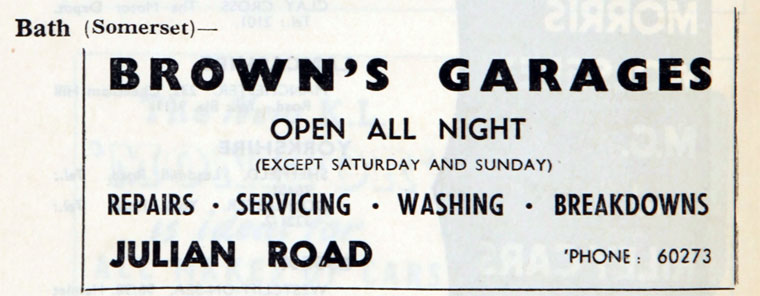 Bath (Somerset)—
BROWN'S GARAGES
OPEN ALL NIGHT
(EXCEPT SATURDAY AND SUNDAY)
REPAIRS · SERVICING · WASHING · BREAKDOWNS
JULIAN ROAD 'PHONE: 60273